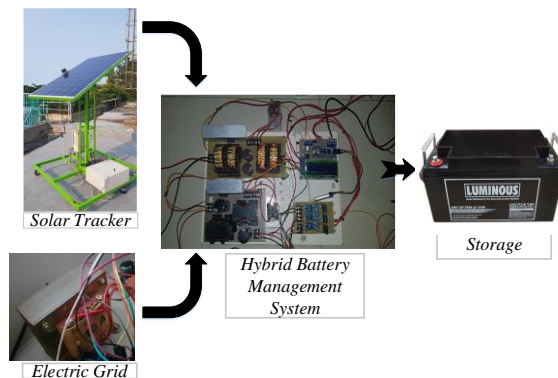 Solar Tracker
Electric Grid
Hybrid Battery
Management
System
LUMINOUS
Storage